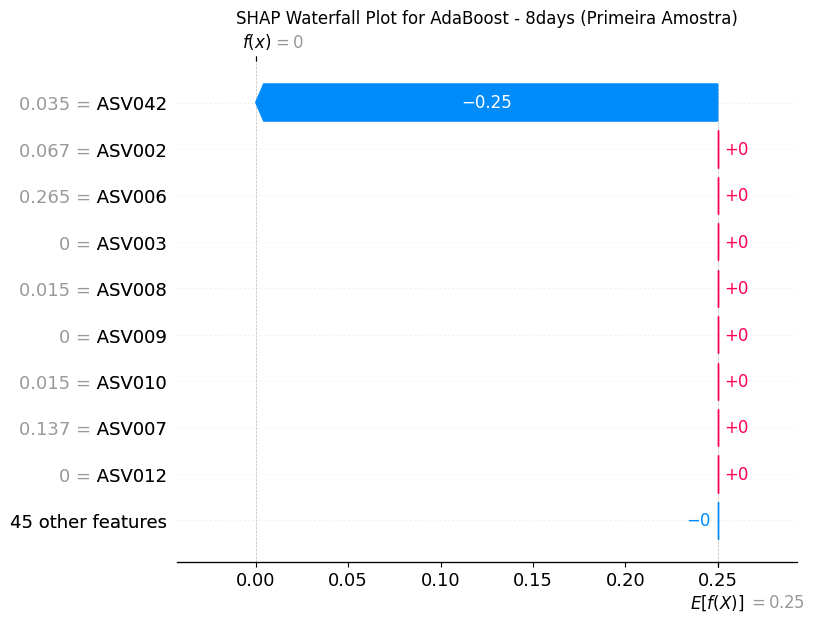 SHAP Waterfall Plot for AdaBoost - 8days (Primeira Amostra)
f(x) = 0
0.035 = ASV042
−0.25
0.067 = ASV002
+0
0.265 = ASV006
+0
0 = ASV003
+0
0.015 = ASV008
+0
0 = ASV009
+0
0.015 = ASV010
+0
0.137 = ASV007
+0
0 = ASV012
+0
45 other features
−0
0.00 0.05 0.10 0.15 0.20 0.25
E[f(X)] = 0.25